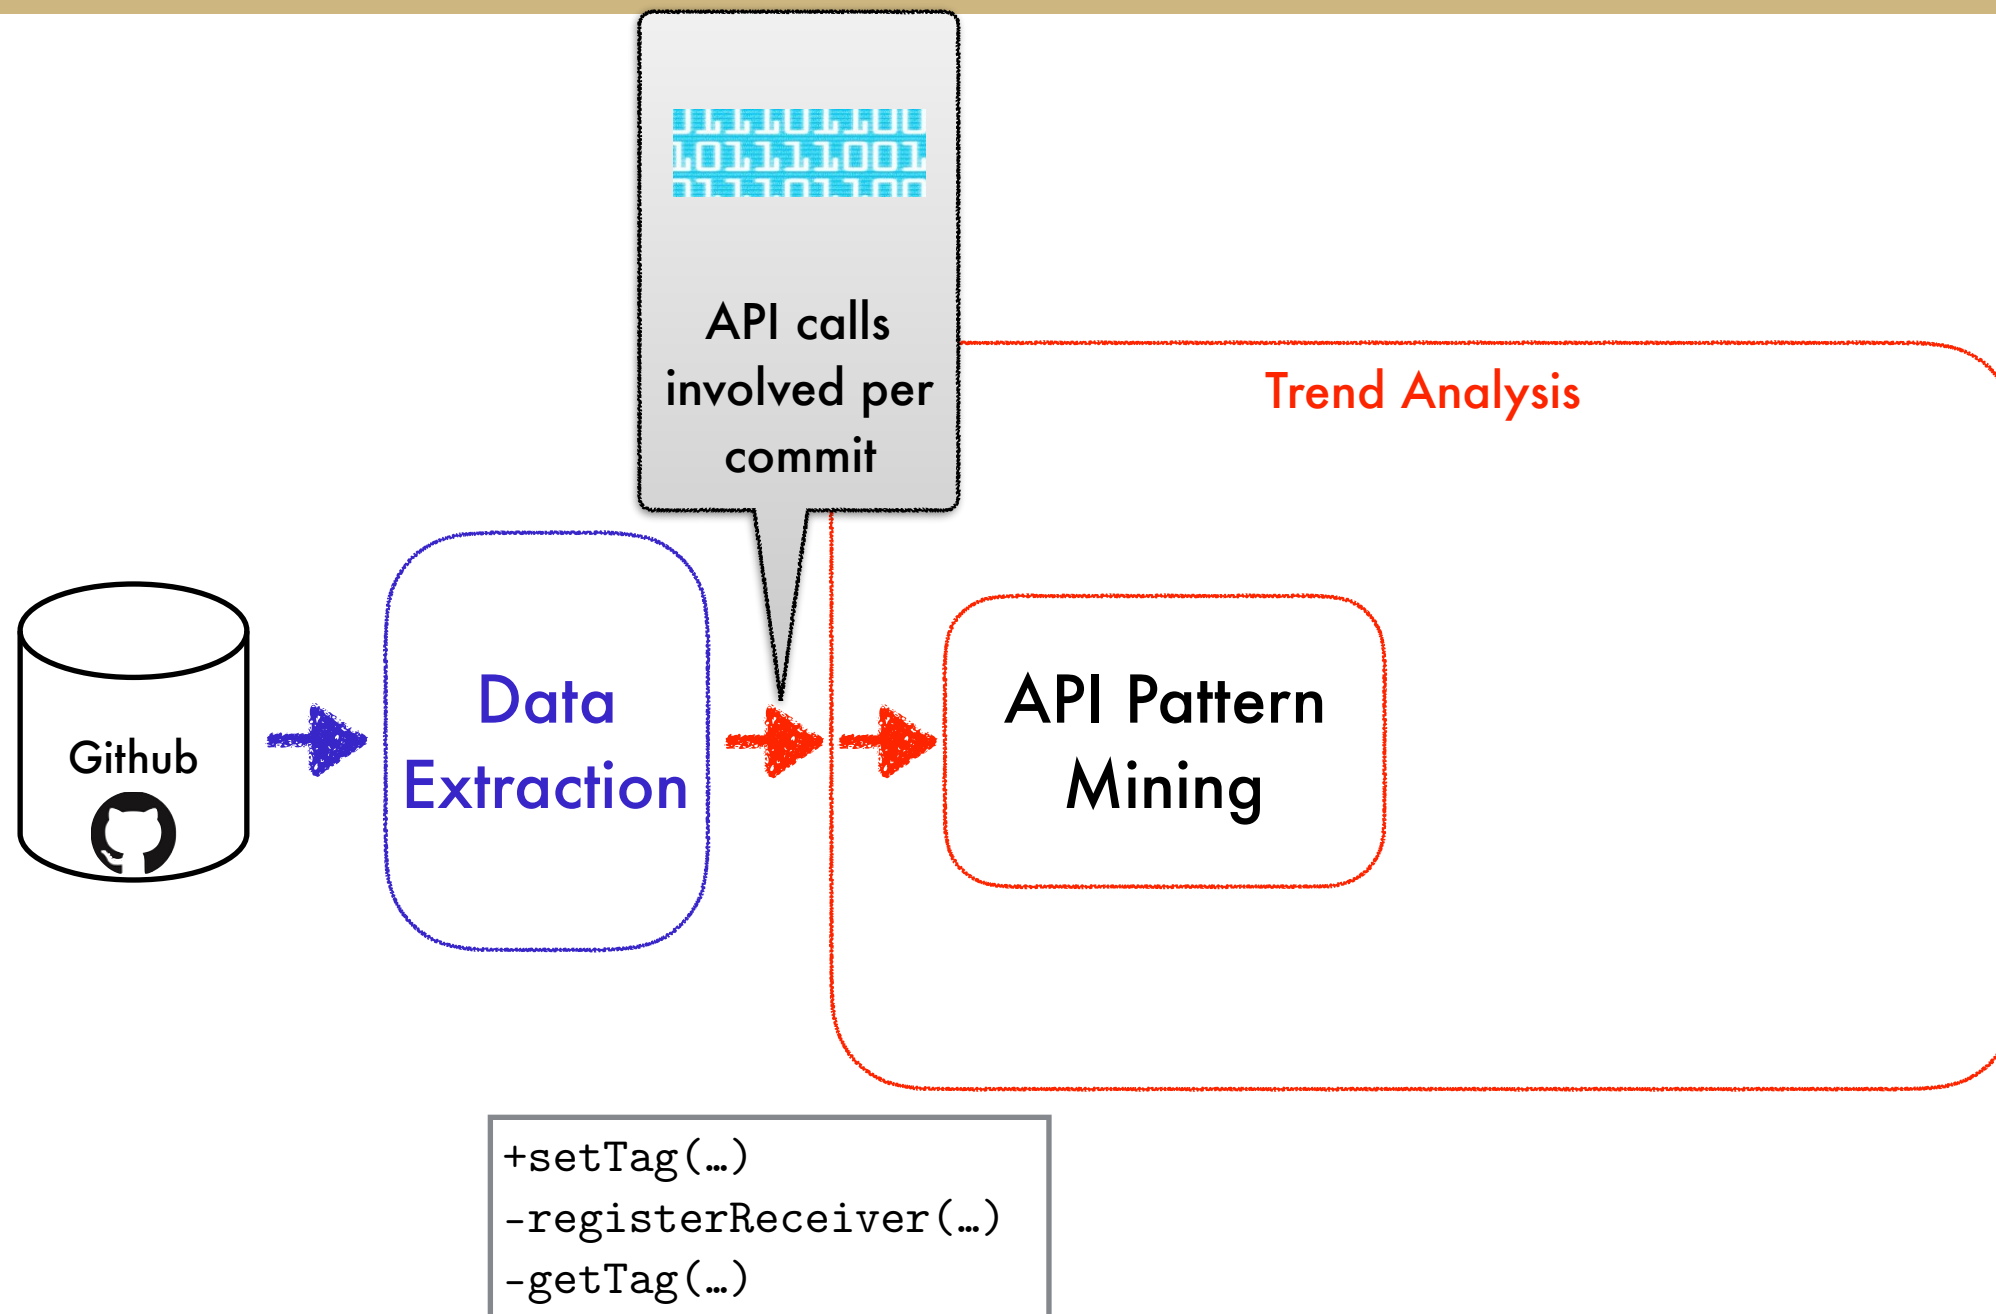 API calls
involved per
commit
Trend Analysis
Github
Data
Extraction
API Pattern
Mining
+setTag(…)
-registerReceiver(…)
-getTag(…)